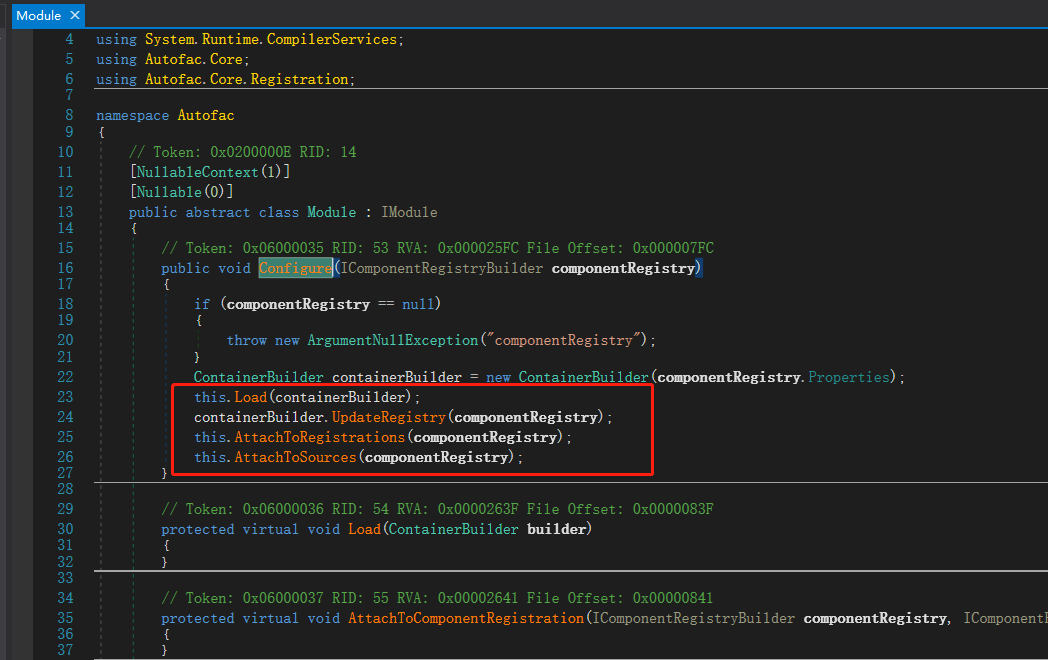 Module ✕
4 using System.Runtime.CompilerServices;
5 using Autofac.Core;
6 using Autofac.Core.Registration;
7
8 namespace Autofac
9 {
10 // Token: 0x0200000E RID: 14
11 [NullableContext(1)]
12 [Nullable(0)]
13 public abstract class Module : IModule
14 {
15 // Token: 0x06000035 RID: 53 RVA: 0x000025FC File Offset: 0x000007FC
16 public void Configure(IComponentRegistryBuilder componentRegistry)
17 {
18 if (componentRegistry == null)
19 {
20 throw new ArgumentNullException("componentRegistry");
21 }
22 ContainerBuilder containerBuilder = new ContainerBuilder(componentRegistry.Properties);
23 this.Load(containerBuilder);
24 containerBuilder.UpdateRegistry(componentRegistry);
25 this.AttachToRegistrations(componentRegistry);
26 this.AttachToSources(componentRegistry);
27 }
28
29 // Token: 0x06000036 RID: 54 RVA: 0x0000263F File Offset: 0x0000083F
30 protected virtual void Load(ContainerBuilder builder)
31 {
32 }
33
34 // Token: 0x06000037 RID: 55 RVA: 0x00002641 File Offset: 0x00000841
35 protected virtual void AttachToComponentRegistration(IComponentRegistryBuilder componentRegistry,
36 {
37 }